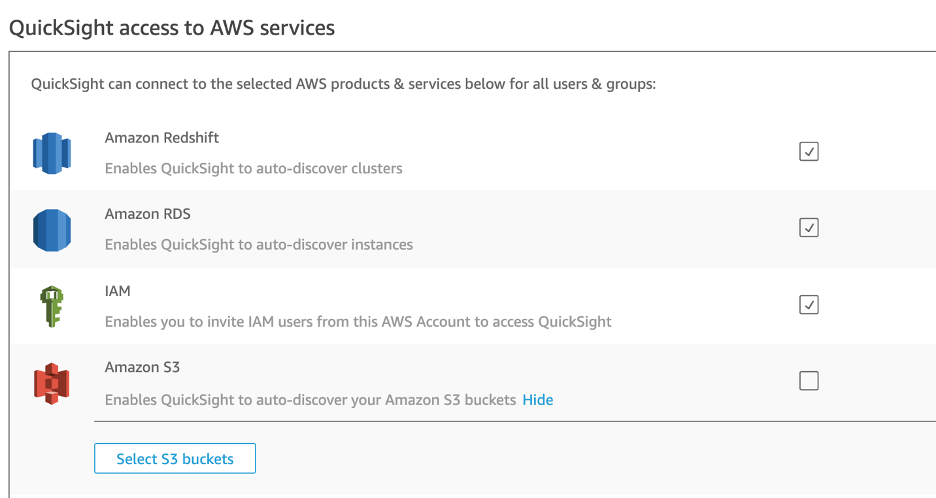 QuickSight access to AWS services
QuickSight can connect to the selected AWS products & services below for all users & groups:
Amazon Redshift
Enables QuickSight to auto-discover clusters
Amazon RDS
Enables QuickSight to auto-discover instances
IAM
Enables you to invite IAM users from this AWS Account to access QuickSight
Amazon S3
Enables QuickSight to auto-discover your Amazon S3 buckets Hide
Select S3 buckets